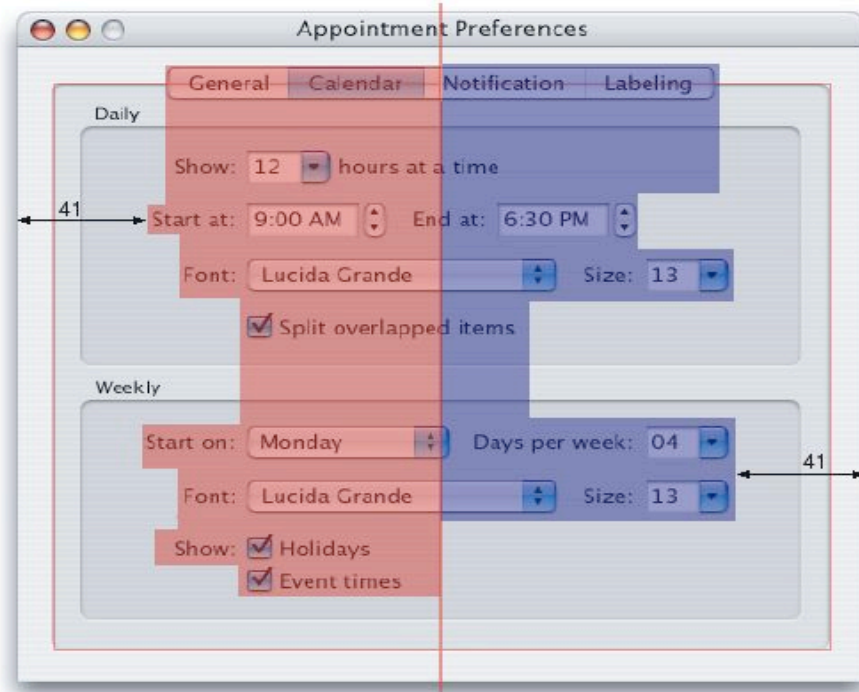 Appointment Preferences
General Calendar Notification Labeling
Daily
Show: 12 hours at a time
41
Start at: 9:00 AM End at: 6:30 PM
Font: Lucida Grande Size: 13
Split overlapped items
Weekly
Start on: Monday Days per week: 04
41
Font: Lucida Grande Size: 13
Show: Holidays
Event times